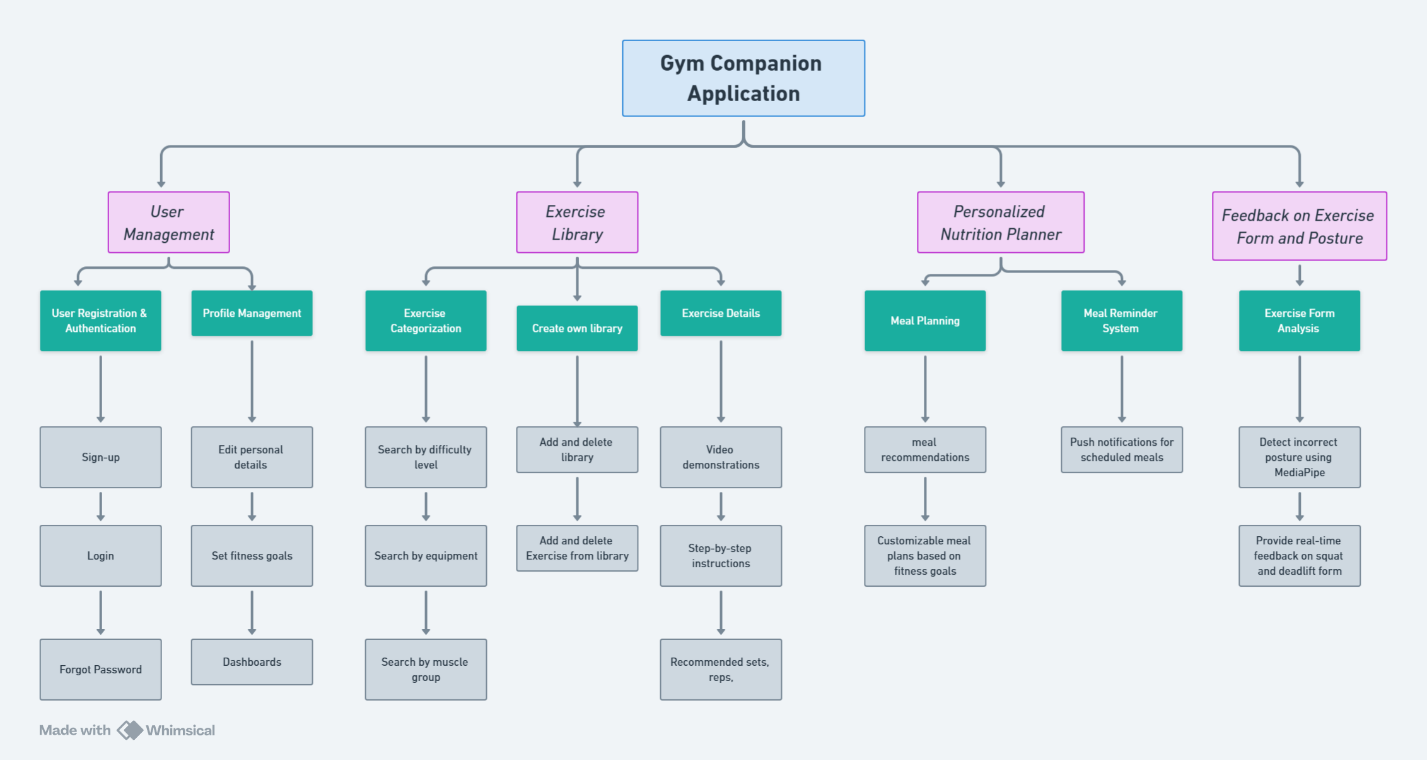 Gym Companion
Application
User
Management
Exercise
Library
Personalized
Nutrition Planner
Feedback on Exercise
Form and Posture
User Registration &
Authentication
Profile Management
Exercise
Categorization
Create own library
Exercise Details
Meal Planning
Meal Reminder
System
Exercise Form
Analysis
Sign-up
Edit personal
details
Search by difficulty
level
Add and delete
library
Video
demonstrations
meal
recommendations
Push notifications for
scheduled meals
Detect incorrect
posture using
MediaPipe
Login
Set fitness goals
Search by equipment
Add and delete
Exercise from library
Step-by-step
instructions
Customizable meal
plans based on
fitness goals
Provide real-time
feedback on squat
and deadlift form
Forgot Password
Dashboards
Search by muscle
group
Recommended sets,
reps,
Made with Whimsical